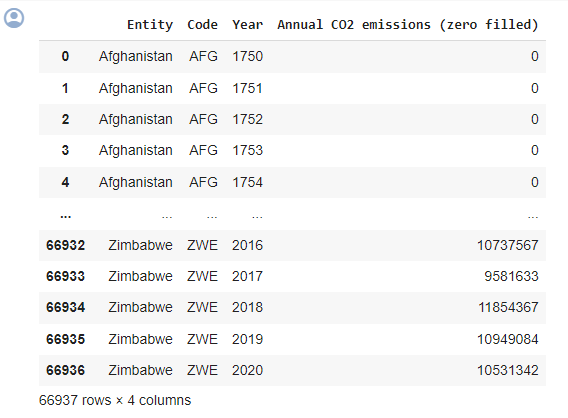 Entity Code Year Annual CO2 emissions (zero filled)
0 Afghanistan AFG 1750 0
1 Afghanistan AFG 1751 0
2 Afghanistan AFG 1752 0
3 Afghanistan AFG 1753 0
4 Afghanistan AFG 1754 0
... ... ... ... ...
66932 Zimbabwe ZWE 2016 10737567
66933 Zimbabwe ZWE 2017 9581633
66934 Zimbabwe ZWE 2018 11854367
66935 Zimbabwe ZWE 2019 10949084
66936 Zimbabwe ZWE 2020 10531342
66937 rows × 4 columns